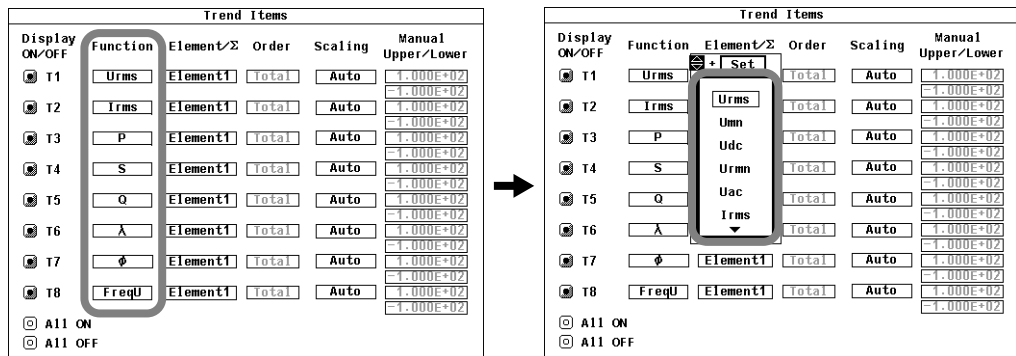 Trend Items
Display ON/OFF Function Element/Σ Order Scaling Manual Upper/Lower
T1 Urms Element1 Total Auto 1.000E+02
-1.000E+02
T2 Irms Element1 Total Auto 1.000E+02
-1.000E+02
T3 P Element1 Total Auto 1.000E+02
-1.000E+02
T4 S Element1 Total Auto 1.000E+02
-1.000E+02
T5 Q Element1 Total Auto 1.000E+02
-1.000E+02
T6 λ Element1 Total Auto 1.000E+02
-1.000E+02
T7 ϕ Element1 Total Auto 1.000E+02
-1.000E+02
T8 FreqU Element1 Total Auto 1.000E+02
-1.000E+02
All ON
All OFF
Trend Items
Display ON/OFF Function Element/Σ Order Scaling Manual Upper/Lower
+ Set
T1 Urms Total Auto 1.000E+02
-1.000E+02
T2 Irms Total Auto 1.000E+02
-1.000E+02
T3 P Total Auto 1.000E+02
-1.000E+02
T4 S Total Auto 1.000E+02
-1.000E+02
T5 Q Total Auto 1.000E+02
-1.000E+02
T6 λ Total Auto 1.000E+02
-1.000E+02
T7 ϕ Element1 Total Auto 1.000E+02
-1.000E+02
T8 FreqU Element1 Total Auto 1.000E+02
-1.000E+02
Urms
Umn
Udc
Urmn
Uac
Irms
All ON
All OFF